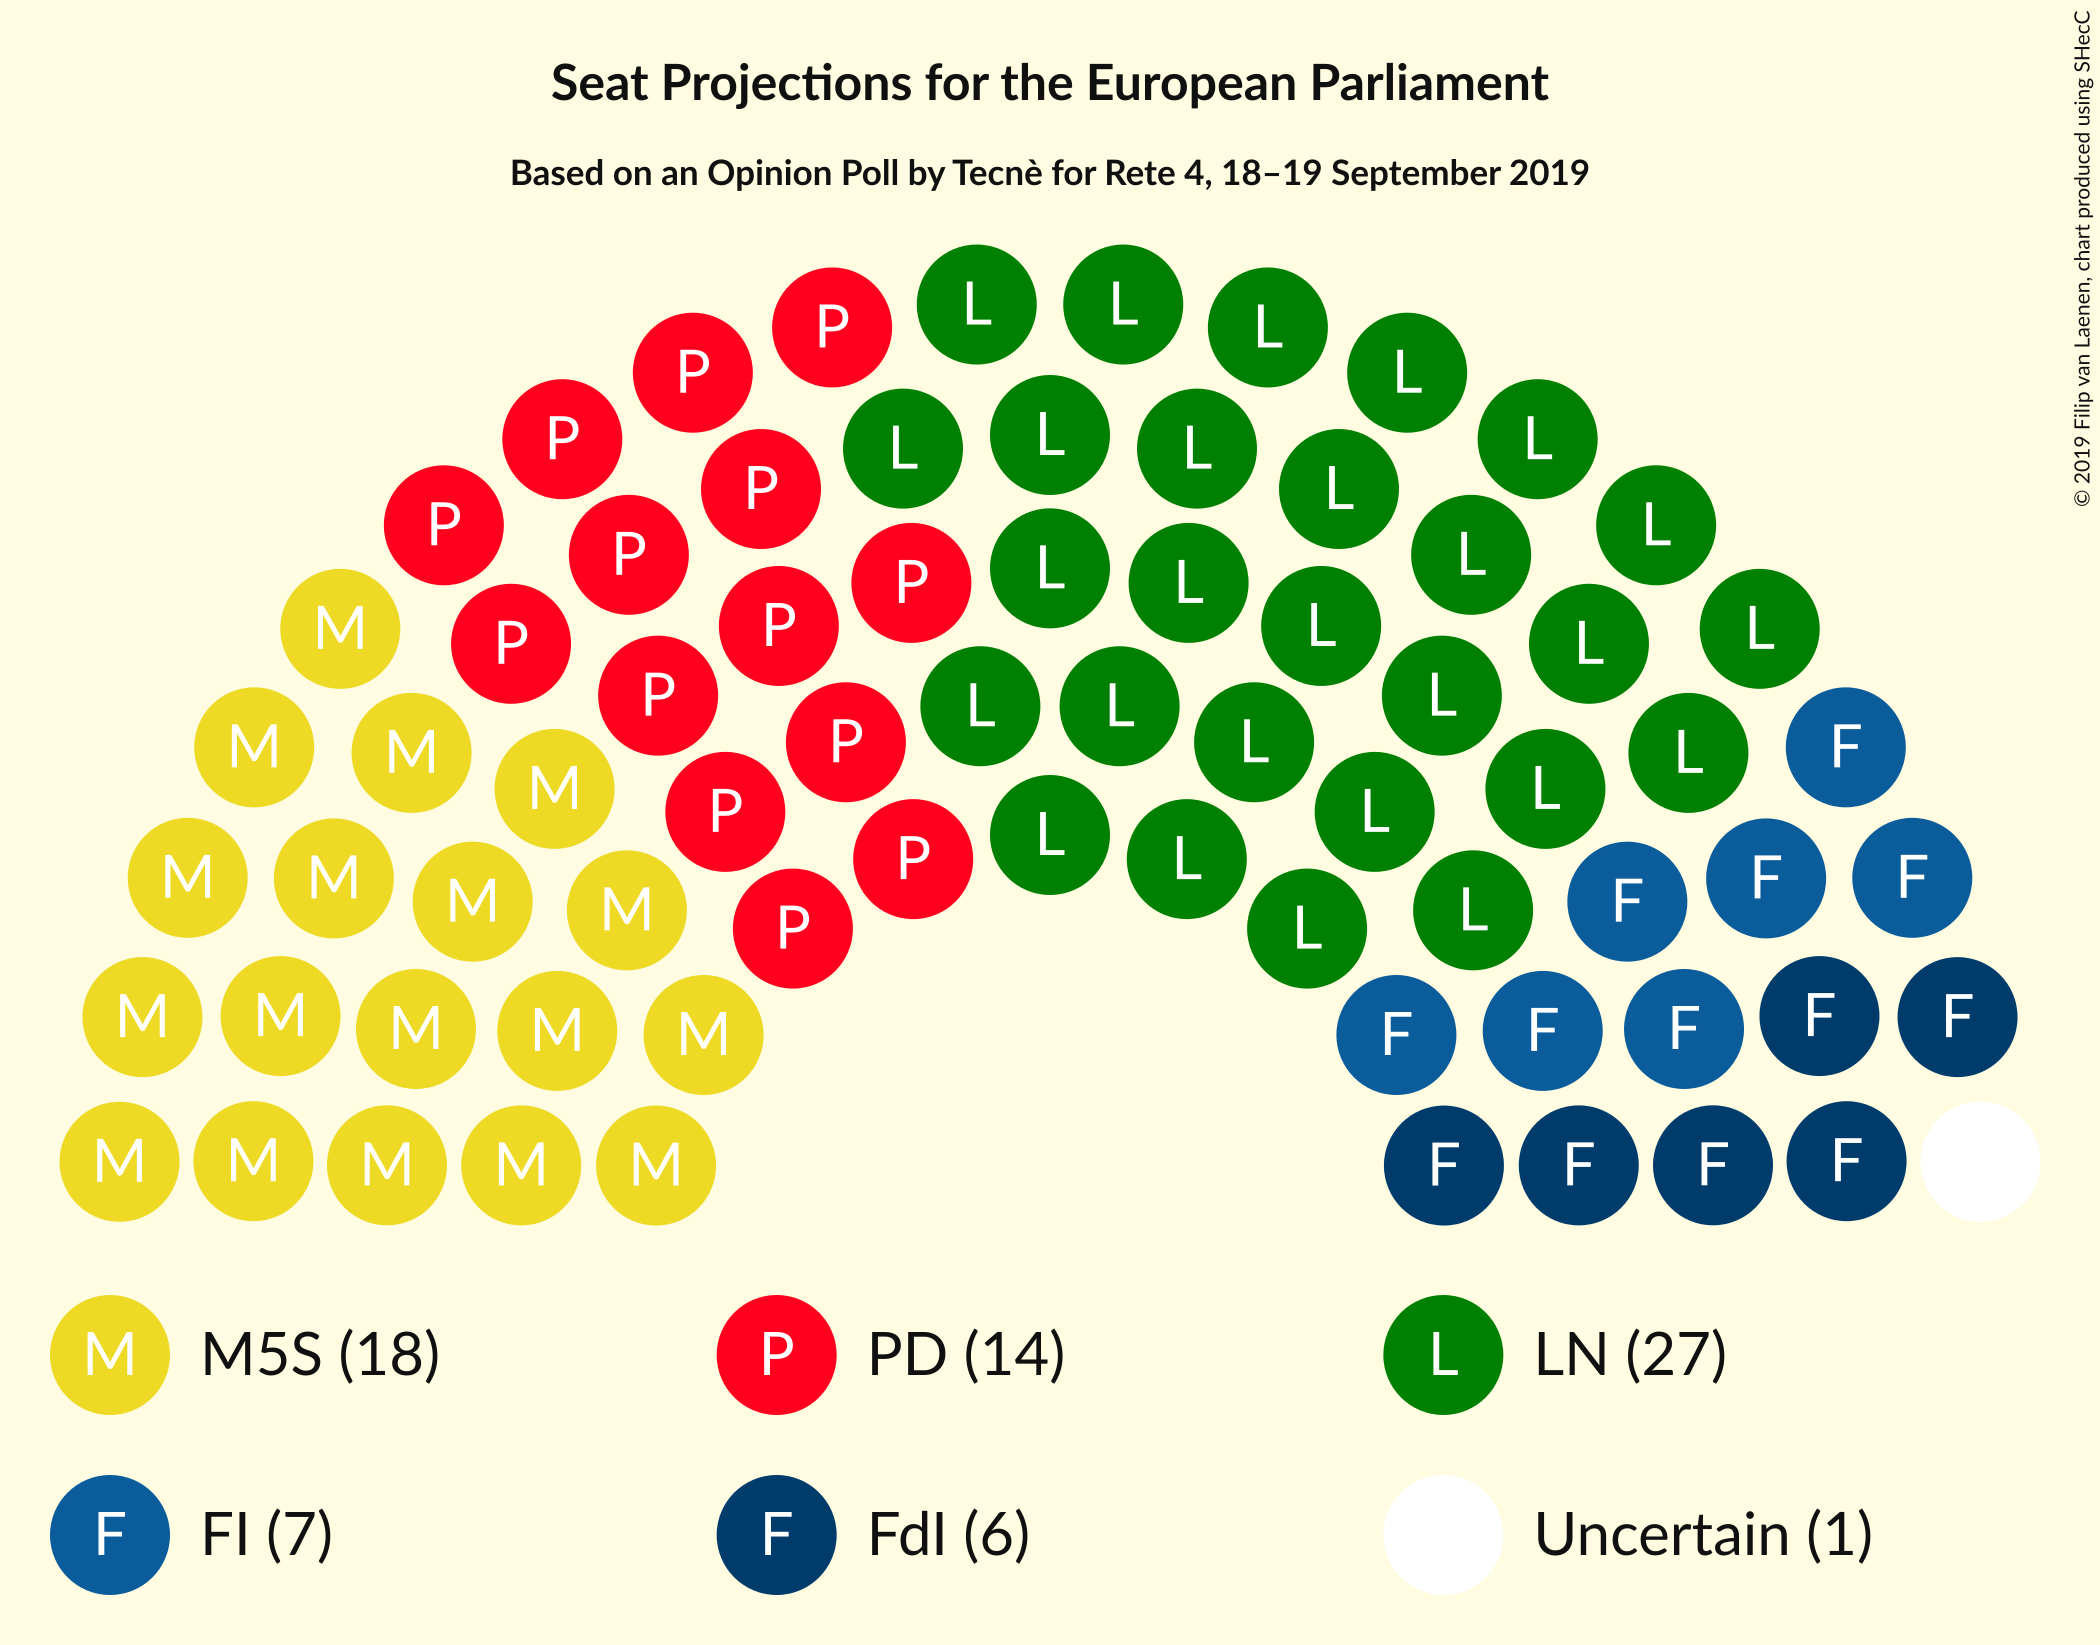 Seat Projections for the European Parliament
Based on an Opinion Poll by Tecnè for Rete 4, 18–19 September 2019
© 2019 Filip van Laenen, chart produced using SHecC
L L
P L
P L
P L
L
P L L
P L
P L
P L
P L
L
P L
M L
P L
P L
P L
L L
P L
M F
M L
M L
P L
P L
L
M M F F
M F
M L
P L
M M F F
M F
M F
M F
M F
M M F F
M M M F F F
M M5S (18) P PD (14) L LN (27)
F FI (7) F FdI (6) Uncertain (1)